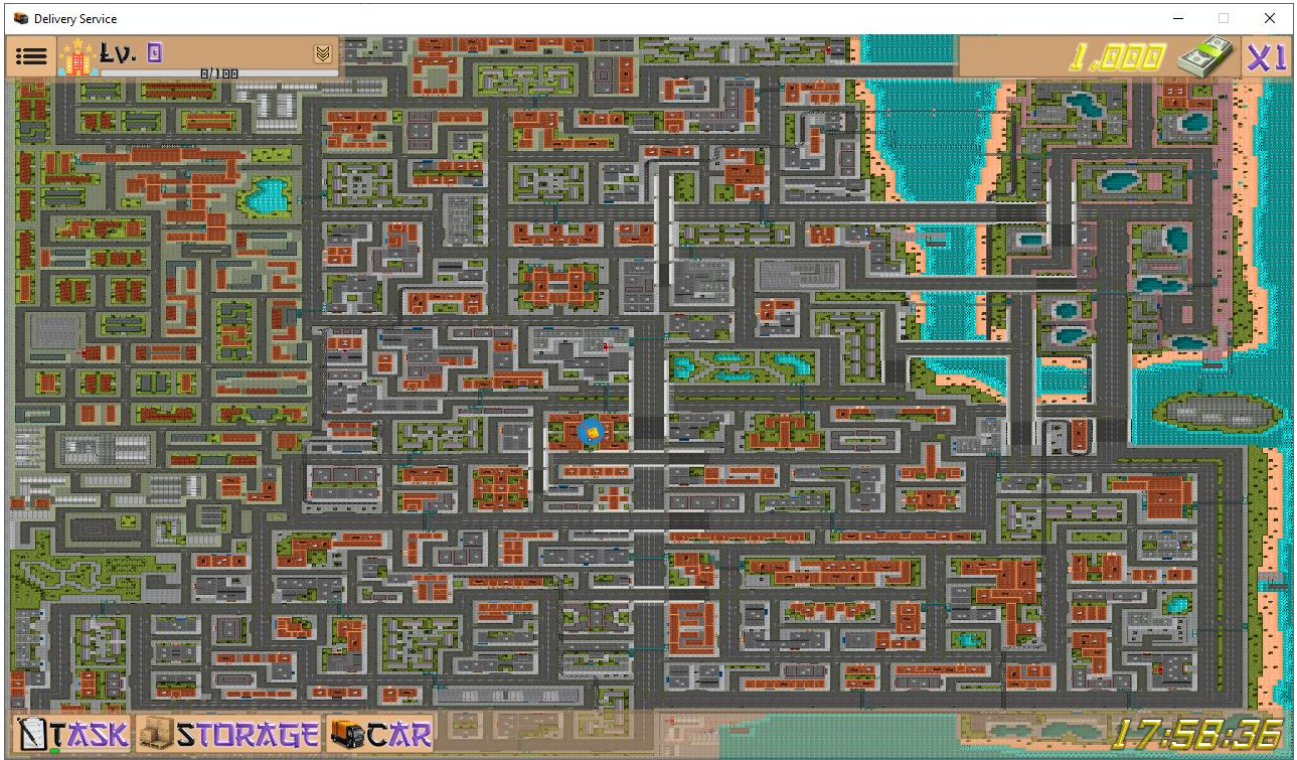 Delivery Service
Lv. 0
0/100
1,000
X1
TASK
STORAGE
CAR
17:58:36